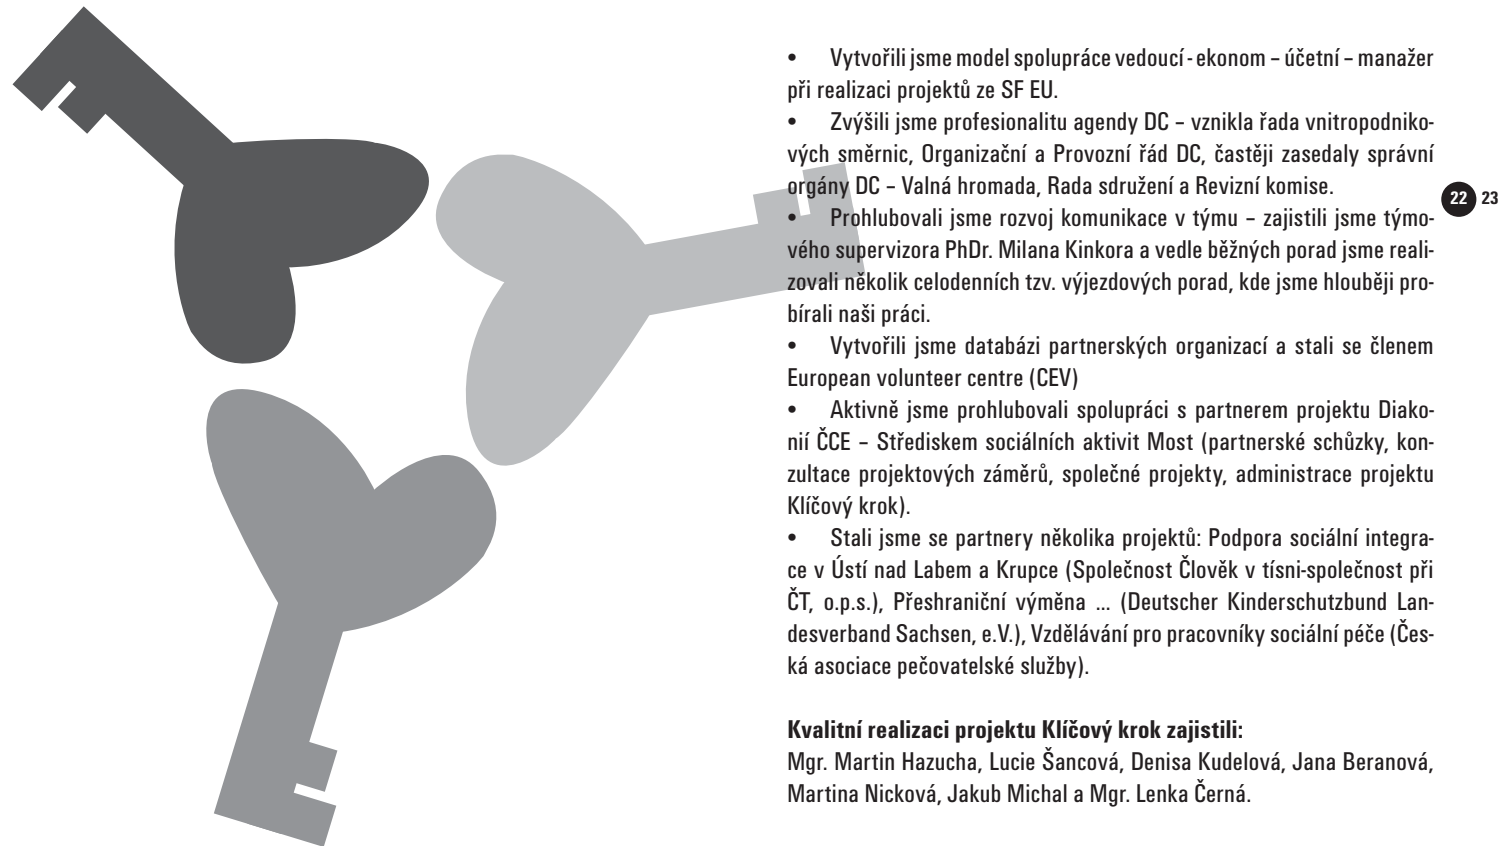 • Vytvořili jsme model spolupráce vedoucí - ekonom – účetní – manažer
při realizaci projektů ze SF EU.
• Zvýšili jsme profesionalitu agendy DC – vznikla řada vnitropodniko-
vých směrnic, Organizační a Provozní řád DC, častěji zasedaly správní
orgány DC – Valná hromada, Rada sdružení a Revizní komise.
• Prohlubovali jsme rozvoj komunikace v týmu – zajistili jsme týmo-
vého supervizora PhDr. Milana Kinkora a vedle běžných porad jsme reali-
zovali několik celodenních tzv. výjezdových porad, kde jsme hlouběji pro-
bírali naši práci.
• Vytvořili jsme databázi partnerských organizací a stali se členem
European volunteer centre (CEV)
• Aktivně jsme prohlubovali spolupráci s partnerem projektu Diako-
nií ČCE – Střediskem sociálních aktivit Most (partnerské schůzky, kon-
zultace projektových záměrů, společné projekty, administrace projektu
Klíčový krok).
• Stali jsme se partnery několika projektů: Podpora sociální integra-
ce v Ústí nad Labem a Krupce (Společnost Člověk v tísni-společnost při
ČT, o.p.s.), Přeshraniční výměna ... (Deutscher Kinderschutzbund Lan-
desverband Sachsen, e.V.), Vzdělávání pro pracovníky sociální péče (Čes-
ká asociace pečovatelské služby).
Kvalitní realizaci projektu Klíčový krok zajistili:
Mgr. Martin Hazucha, Lucie Šancová, Denisa Kudelová, Jana Beranová,
Martina Nicková, Jakub Michal a Mgr. Lenka Černá.
22 23